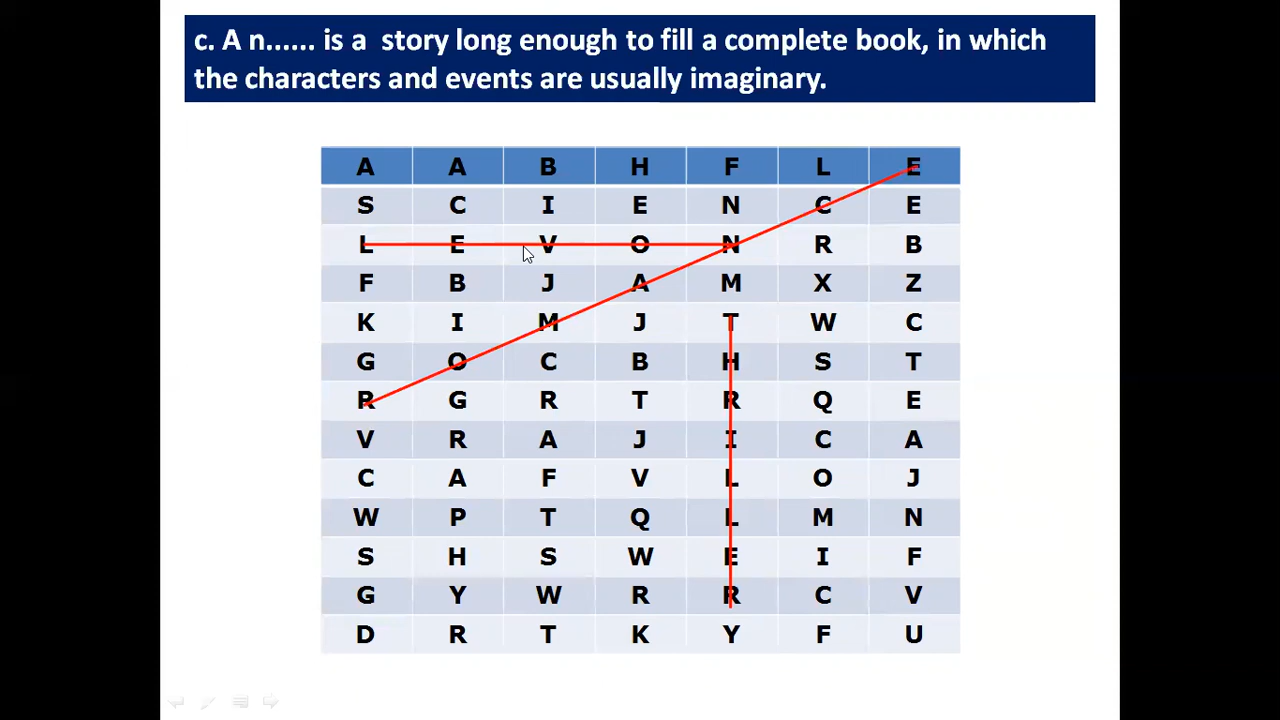 c. A n...... is a story long enough to fill a complete book, in which
the characters and events are usually imaginary.
A A B H F L E
S C I E N C E
L E V O N R B
F B J A M X Z
K I M J T W C
G O C B H S T
R G R T R Q E
V R A J I C A
C A F V L O J
W P T Q L M N
S H S W E I F
G Y W R R C V
D R T K Y F U